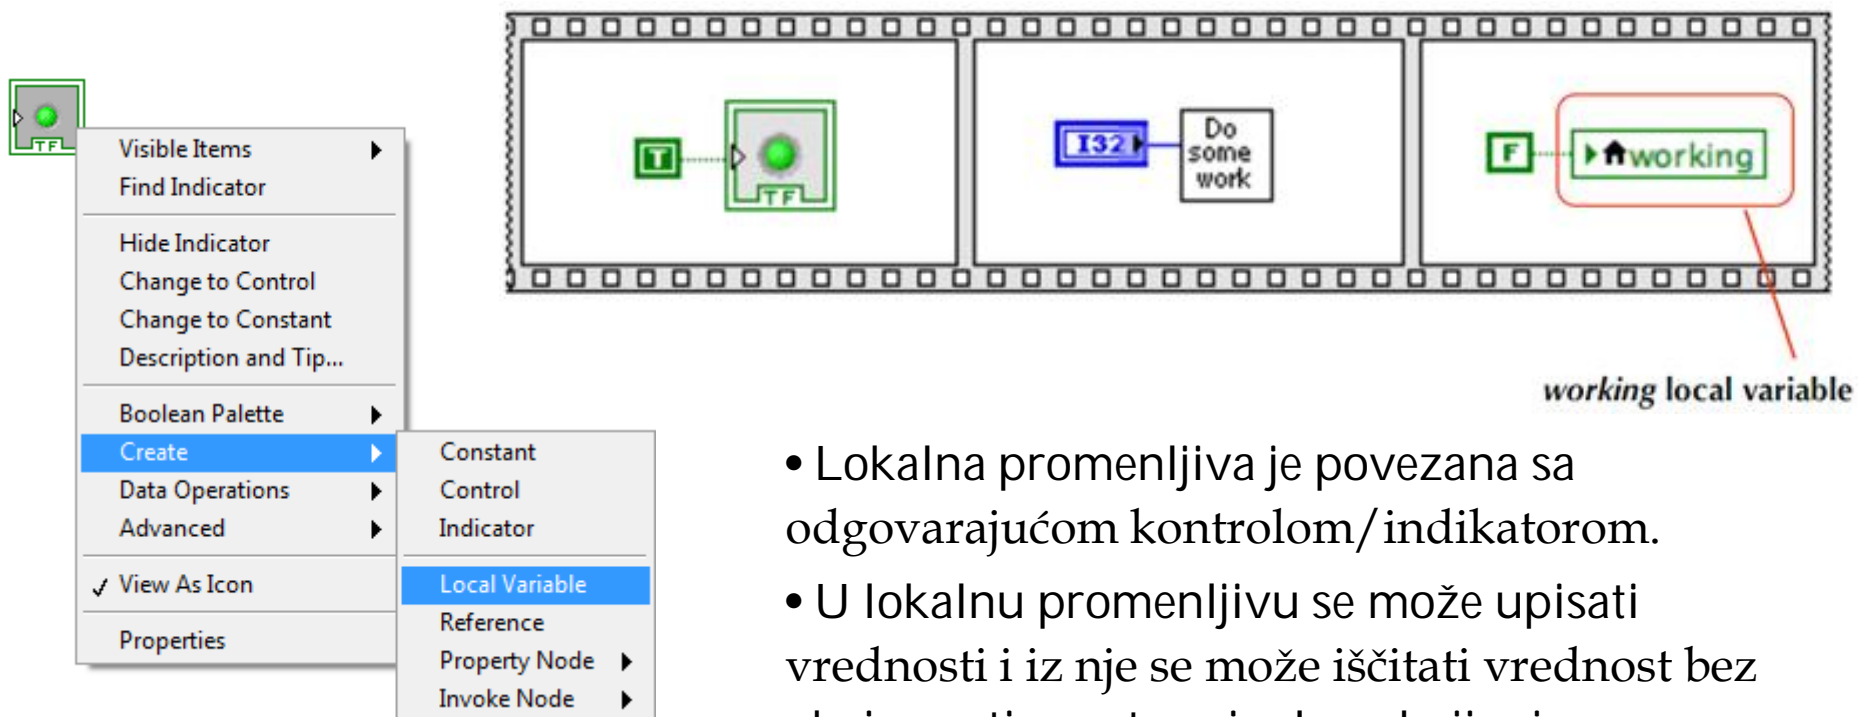 TF
Visible Items
Find Indicator
Hide Indicator
Change to Control
Change to Constant
Description and Tip...
Boolean Palette
Create
Data Operations
Advanced
View As Icon
Properties
Constant
Control
Indicator
Local Variable
Reference
Property Node
Invoke Node
T
TF
I32
Do
some
work
F
working
working local variable
• Lokalna promenljiva je povezana sa
odgovarajućom kontrolom/indikatorom.
• U lokalnu promenljivu se može upisati
vrednosti i iz nje se može iščitati vrednost bez